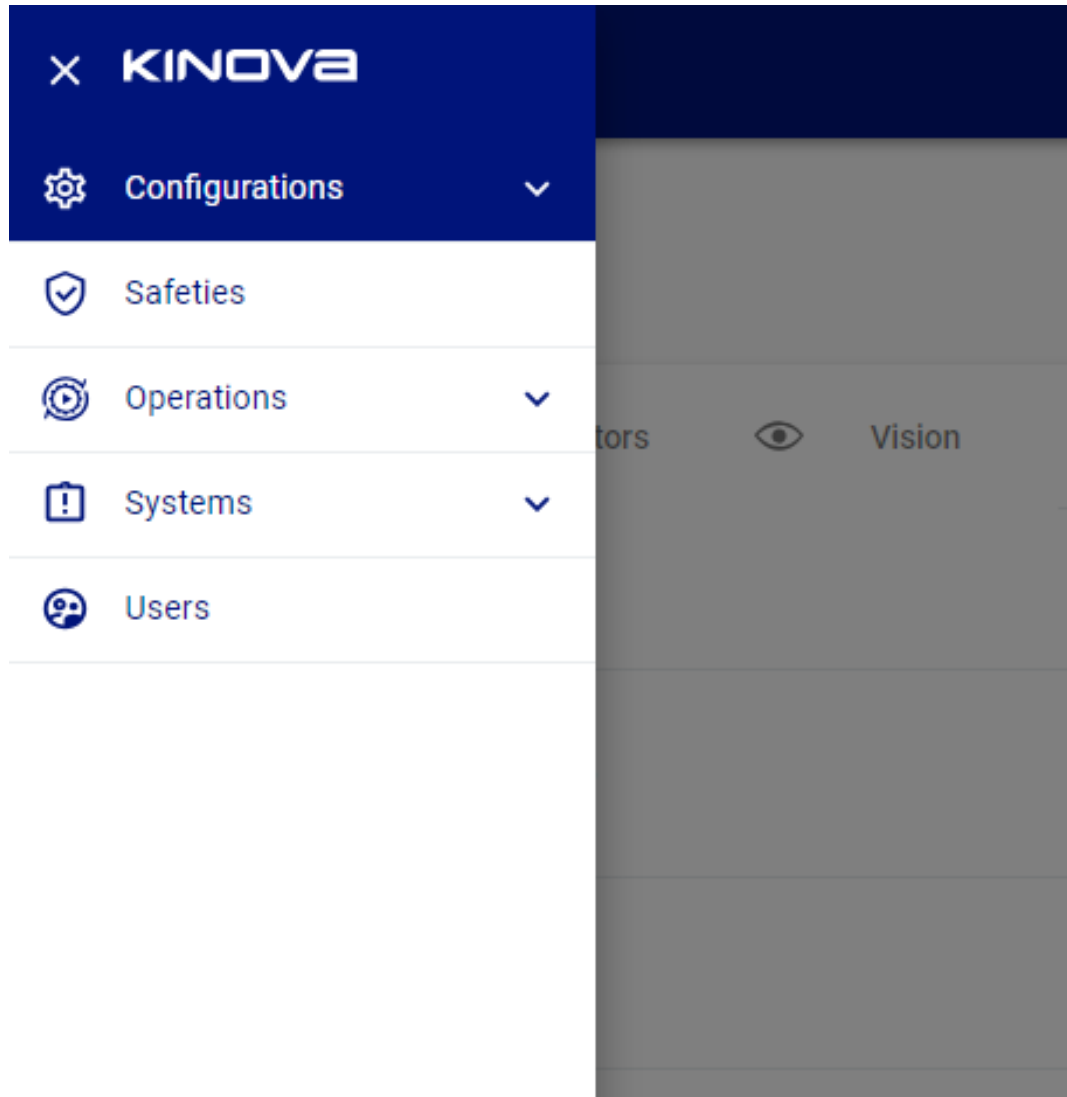 KINOVA
Configurations
Safeties
Operations
tors
Vision
Systems
Users